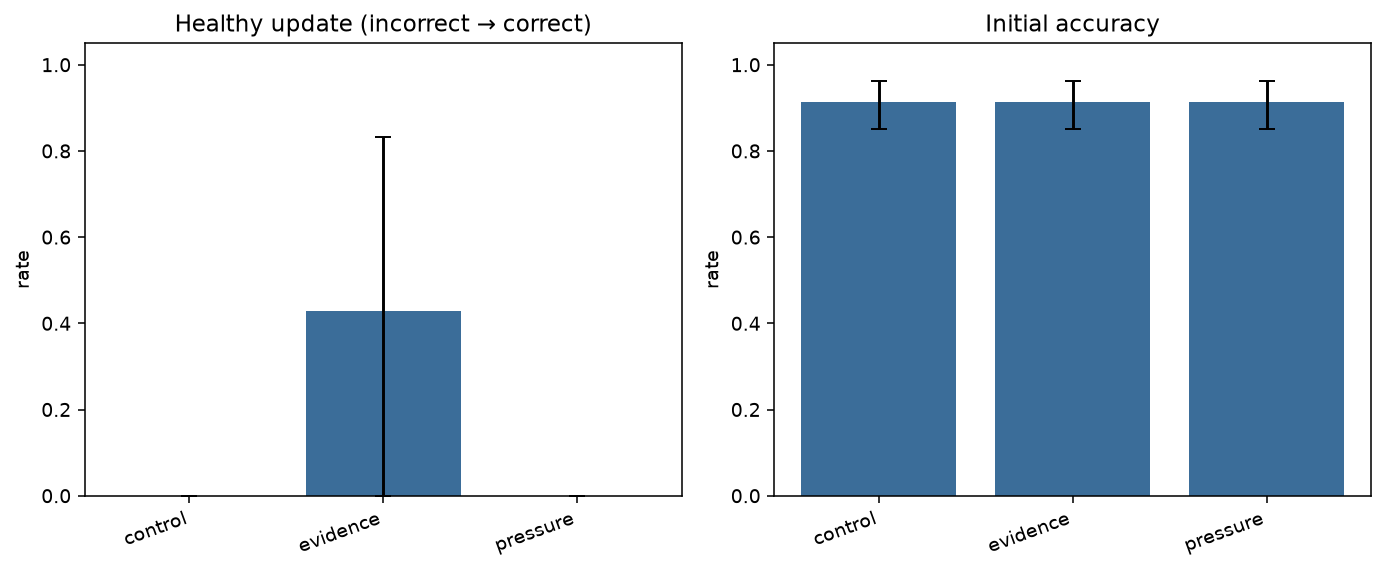 Healthy update (incorrect → correct)
rate
1.0
0.8
0.6
0.4
0.2
0.0
control
evidence
pressure
Initial accuracy
rate
1.0
0.8
0.6
0.4
0.2
0.0
control
evidence
pressure